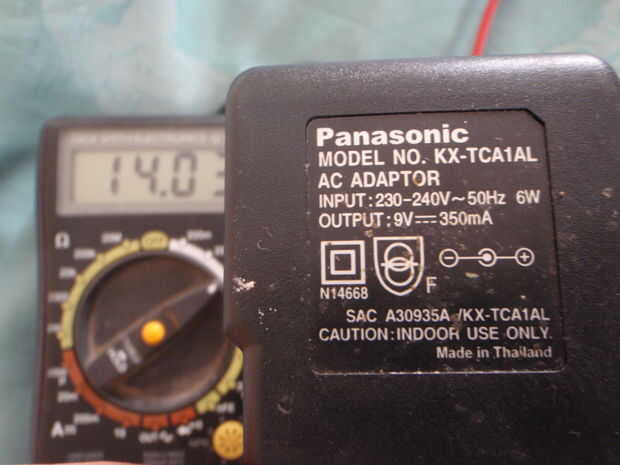 14.03
Panasonic
MODEL NO. KX-TCA1AL
AC ADAPTOR
INPUT:230-240V~50Hz 6W
OUTPUT:9V⎓350mA
N14668
F
SAC A30935A /KX-TCA1AL
CAUTION:INDOOR USE ONLY.
Made in Thailand
Ω
A